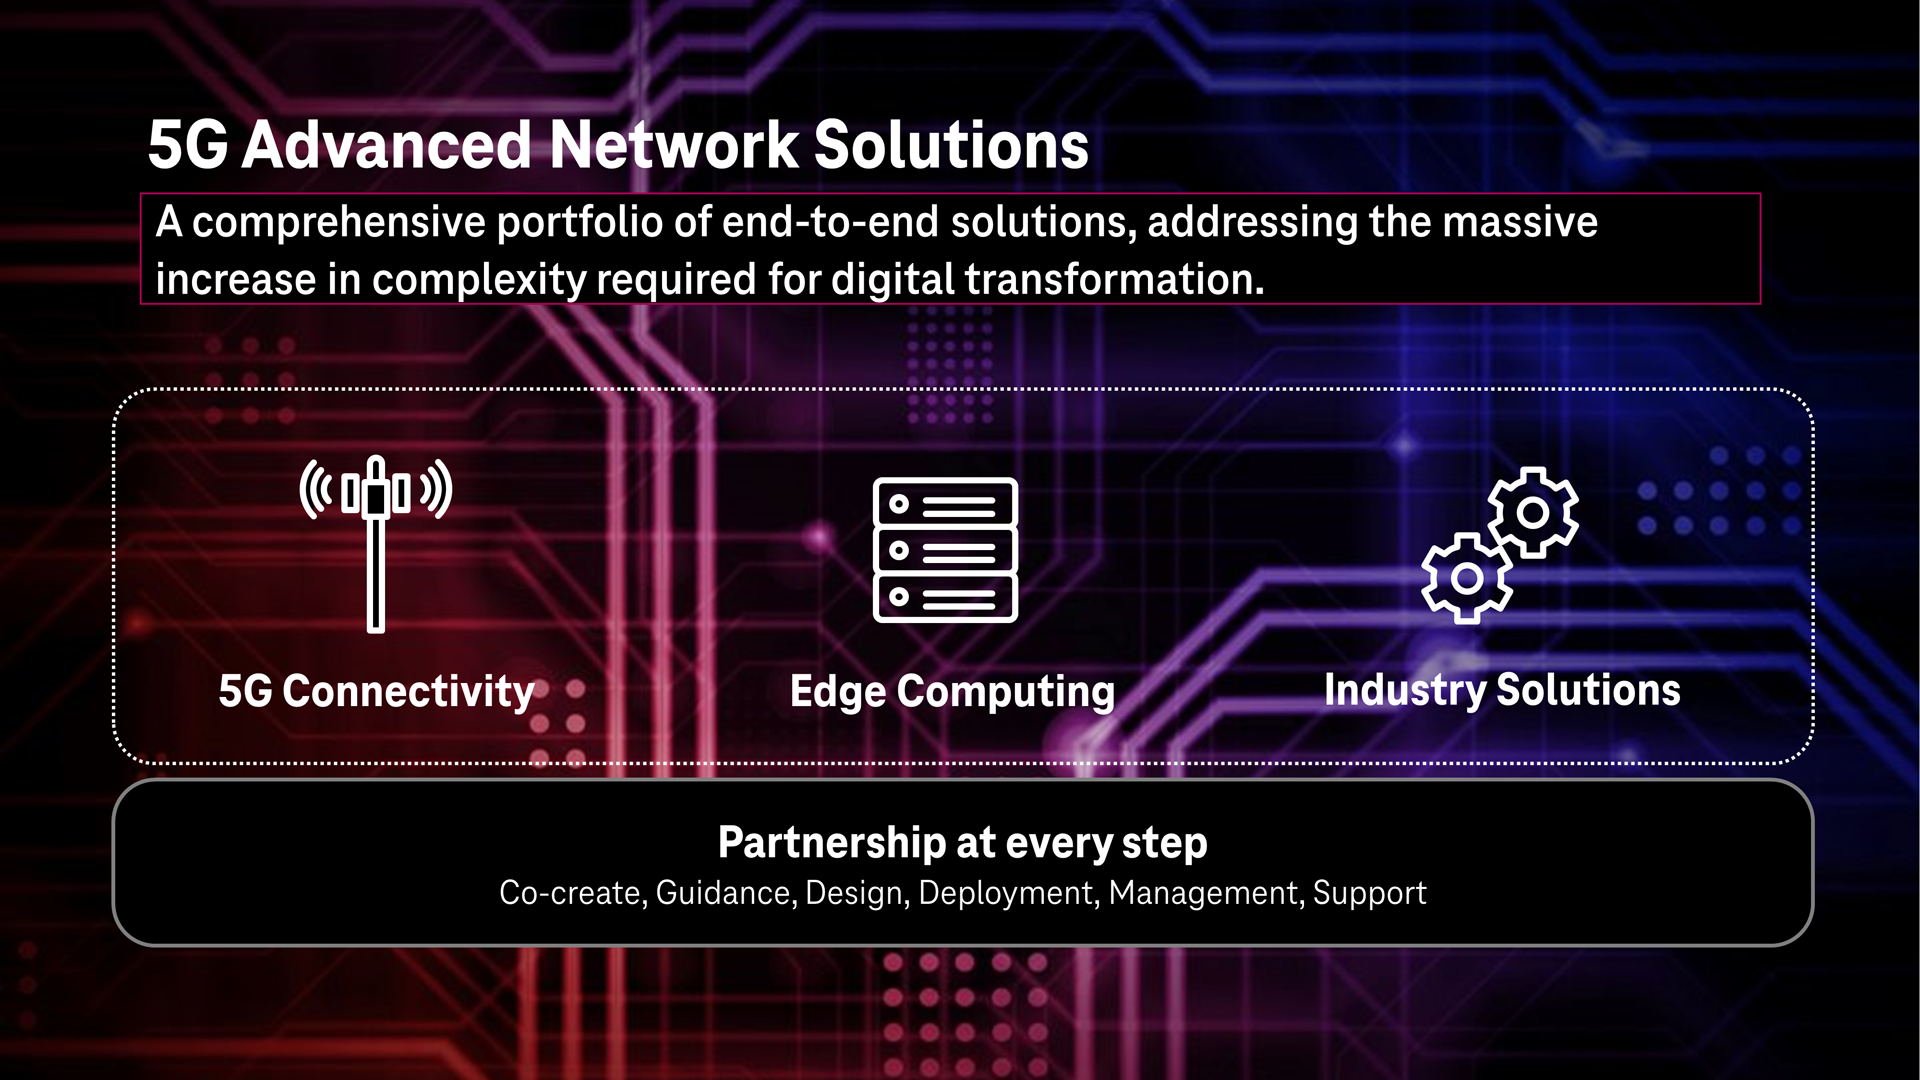 5G Advanced Network Solutions
A comprehensive portfolio of end-to-end solutions, addressing the massive
increase in complexity required for digital transformation.
5G Connectivity
Edge Computing
Industry Solutions
Partnership at every step
Co-create, Guidance, Design, Deployment, Management, Support